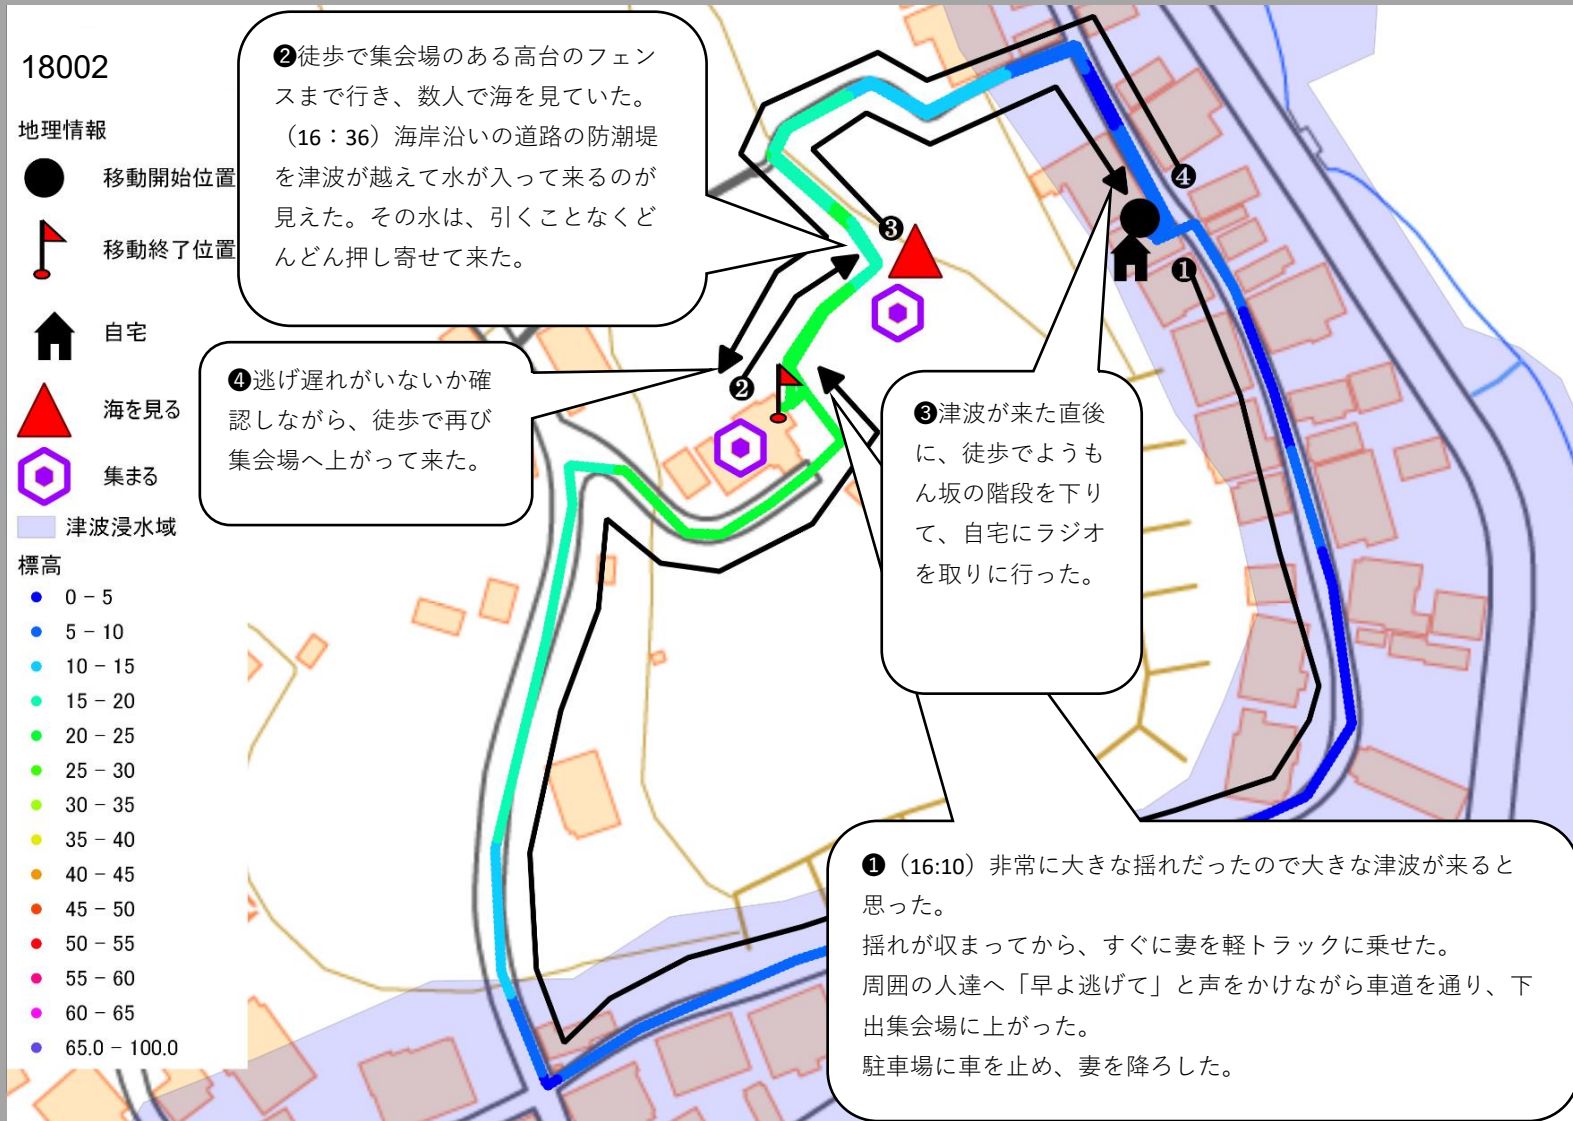 18002
地理情報
移動開始位置
移動終了位置
自宅
海を見る
集まる
津波浸水域
標高
0 − 5
5 − 10
10 − 15
15 − 20
20 − 25
25 − 30
30 − 35
35 − 40
40 − 45
45 − 50
50 − 55
55 − 60
60 − 65
65.0 − 100.0
❷徒歩で集会場のある高台のフェン
スまで行き、数人で海を見ていた。
（16：36）海岸沿いの道路の防潮堤
を津波が越えて水が入って来るのが
見えた。その水は、引くことなくど
んどん押し寄せて来た。
❹逃げ遅れがいないか確
認しながら、徒歩で再び
集会場へ上がって来た。
❸津波が来た直後
に、徒歩でようも
ん坂の階段を下り
て、自宅にラジオ
を取りに行った。
❶（16:10）非常に大きな揺れだったので大きな津波が来ると
思った。
揺れが収まってから、すぐに妻を軽トラックに乗せた。
周囲の人達へ「早よ逃げて」と声をかけながら車道を通り、下
出集会場に上がった。
駐車場に車を止め、妻を降ろした。
❹
❸
❶
❷